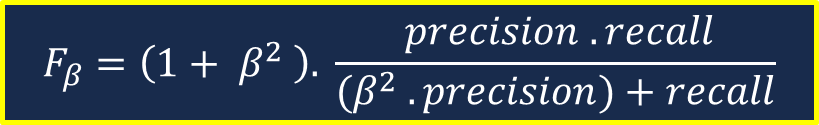 F_β = (1 + β² ). precision .recall / (β² .precision) + recall